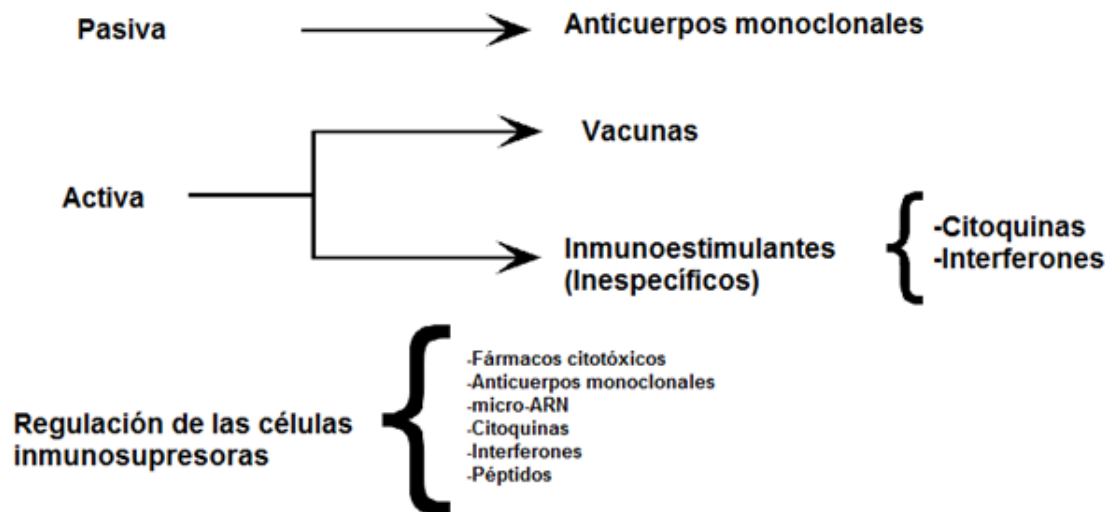 Pasiva
Anticuerpos monoclonales
Vacunas
Activa
Inmunoestimulantes
(Inespecíficos)
-Citoquinas
-Interferones
Regulación de las células
inmunosupresoras
-Fármacos citotóxicos
-Anticuerpos monoclonales
-micro-ARN
-Citoquinas
-Interferones
-Péptidos